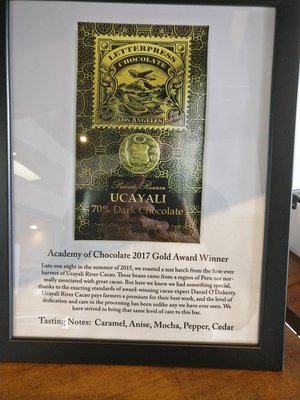 LETTERPRESS
CHOCOLATE
LOS ANGELES
Private Reserve
UCAYALI
70% Dark Chocolate
Academy of Chocolate 2017 Gold Award Winner
Late one night in the summer of 2015, we roasted a test batch from the first-ever
harvest of Ucayali River Cacao. These beans came from a region of Peru not nor-
mally associated with great cacao. But here we knew we had something special,
thanks to the exacting standards of award-winning cacao expert Daniel O'Doherty.
Ucayali River Cacao pays farmers a premium for their best work, and the level of
dedication and care in the processing has been unlike any we have ever seen. We
have strived to bring that same level of care to this bar.
Tasting Notes: Caramel, Anise, Mocha, Pepper, Cedar